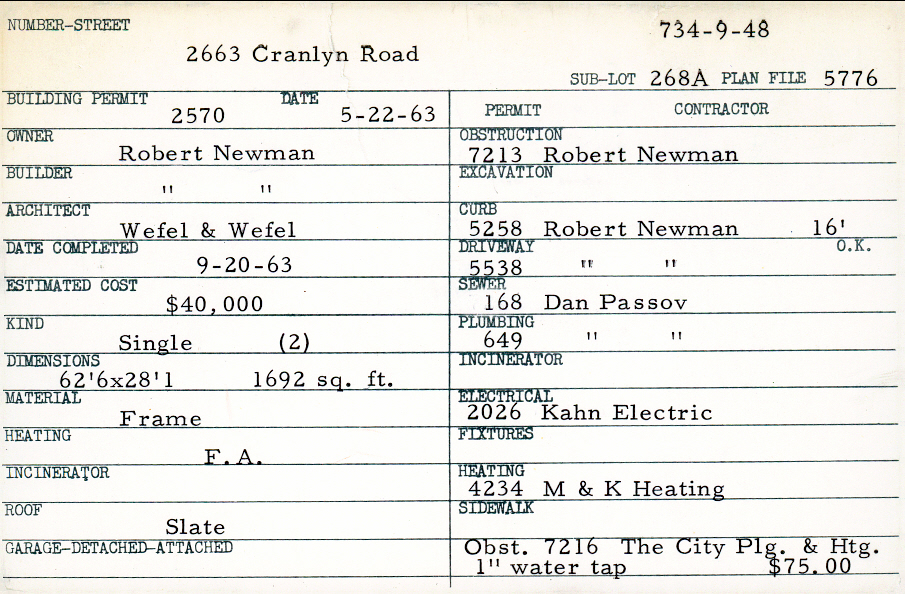 NUMBER-STREET
734-9-48
2663 Cranlyn Road
SUB-LOT 268A PLAN FILE 5776
BUILDING PERMIT DATE
2570 5-22-63
PERMIT CONTRACTOR
OWNER
Robert Newman
OBSTRUCTION
7213 Robert Newman
BUILDER
" "
EXCAVATION
ARCHITECT
Wefel & Wefel
CURB
5258 Robert Newman 16'
DATE COMPLETED
9-20-63
DRIVEWAY O.K.
5538 " "
ESTIMATED COST
$40,000
SEWER
168 Dan Passov
KIND
Single (2)
PLUMBING
649 " "
DIMENSIONS
62'6x28'1 1692 sq. ft.
INCINERATOR
MATERIAL
Frame
ELECTRICAL
2026 Kahn Electric
HEATING
F.A.
FIXTURES
INCINERATOR
HEATING
4234 M & K Heating
ROOF
Slate
SIDEWALK
GARAGE-DETACHED-ATTACHED
Obst. 7216 The City Plg. & Htg.
1" water tap $75.00